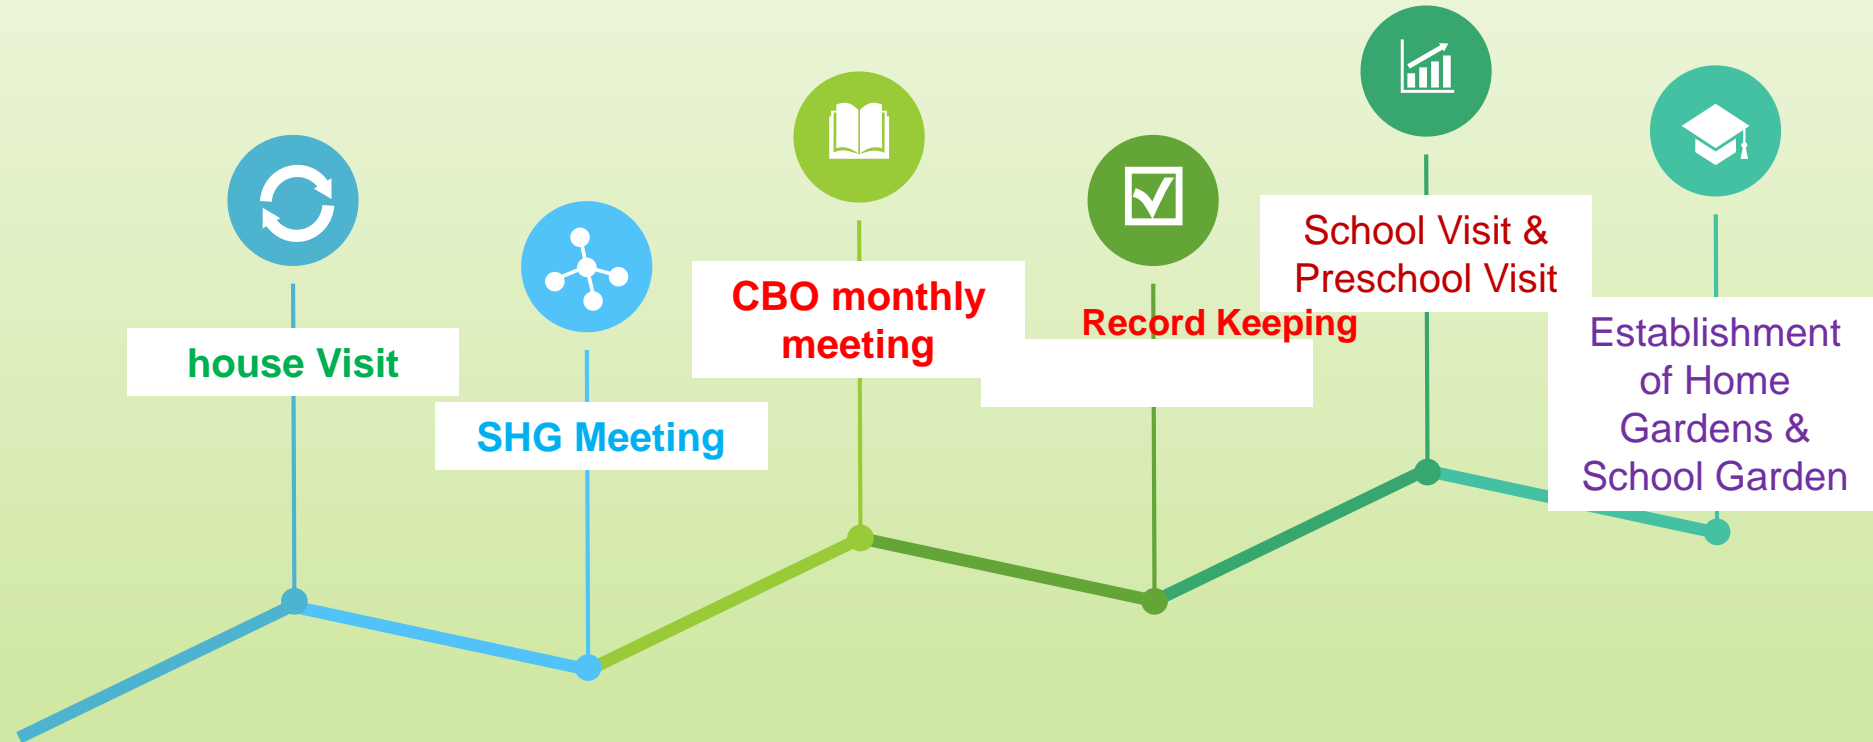 house Visit
SHG Meeting
CBO monthly
meeting
Record Keeping
School Visit &
Preschool Visit
Establishment
of Home
Gardens &
School Garden